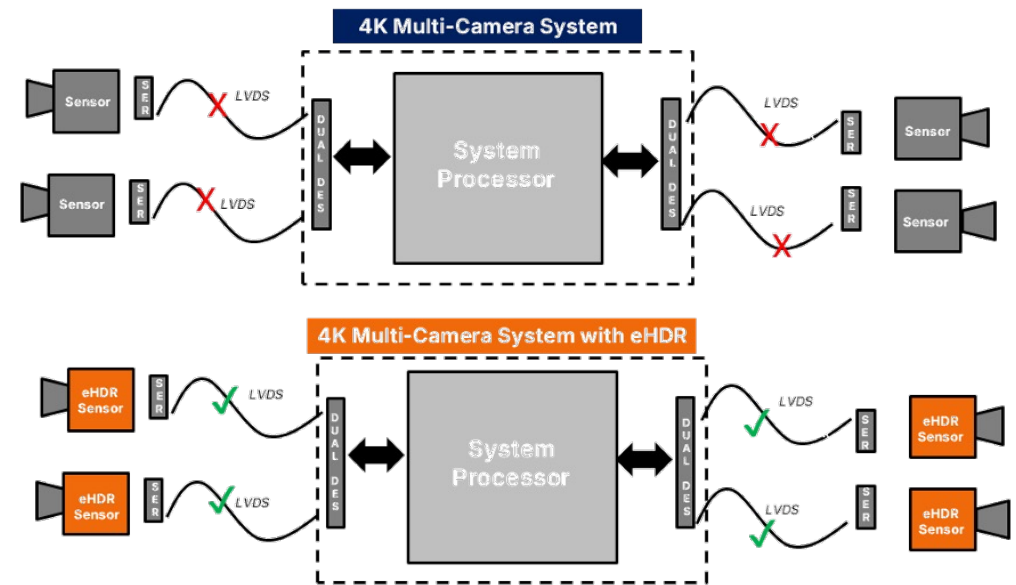 4K Multi-Camera System
Sensor
SER
LVDS
DUAL DES
System
Processor
DUAL DES
LVDS
SER
Sensor
Sensor
SER
LVDS
LVDS
SER
Sensor
4K Multi-Camera System with eHDR
eHDR
Sensor
SER
LVDS
DUAL DES
System
Processor
DUAL DES
LVDS
SER
eHDR
Sensor
eHDR
Sensor
SER
LVDS
LVDS
SER
eHDR
Sensor